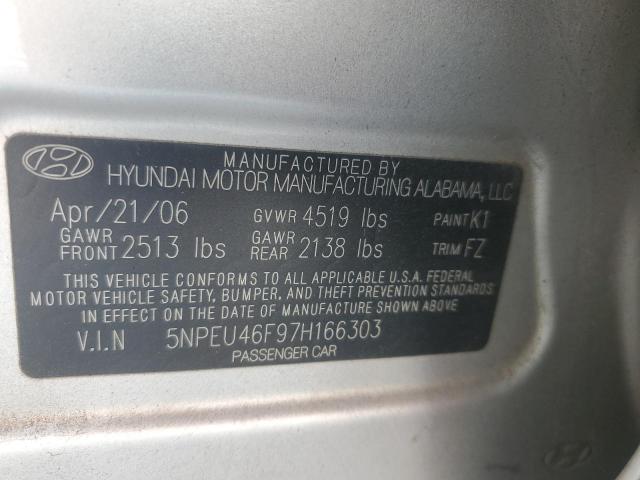 MANUFACTURED BY
HYUNDAI MOTOR MANUFACTURING ALABAMA, LLC
Apr/21/06 GVWR 4519 lbs PAINT K1
GAWR FRONT 2513 lbs GAWR REAR 2138 lbs TRIM FZ
THIS VEHICLE CONFORMS TO ALL APPLICABLE U.S.A. FEDERAL
MOTOR VEHICLE SAFETY, BUMPER, AND THEFT PREVENTION STANDARDS
IN EFFECT ON THE DATE OF MANUFACTURE SHOWN ABOVE.
V.I.N 5NPEU46F97H166303
PASSENGER CAR